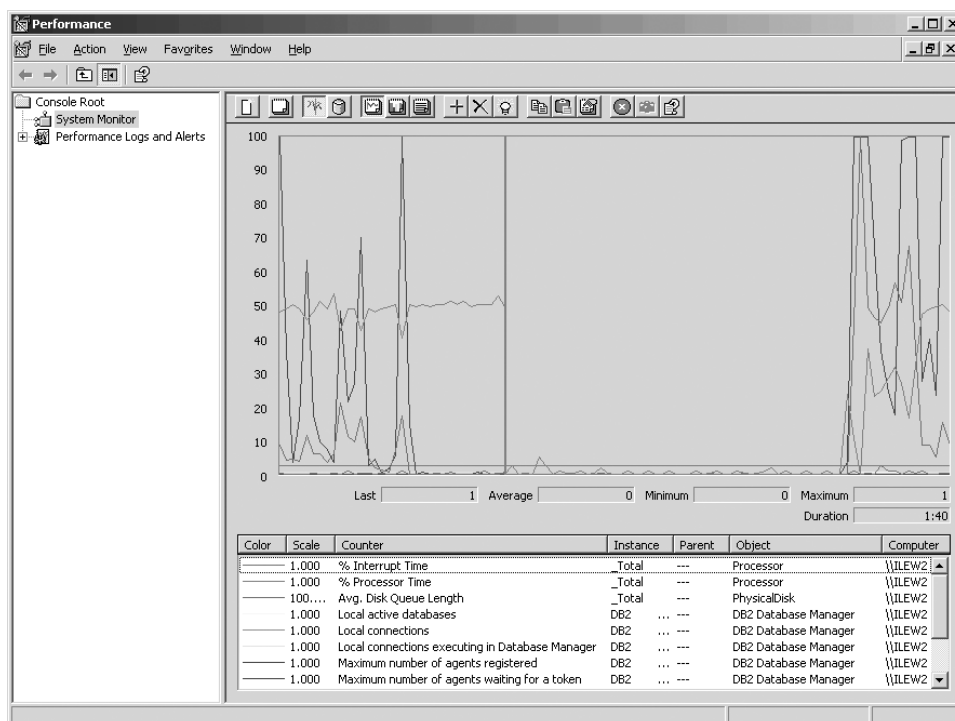 Performance
File Action View Favorites Window Help
Console Root
System Monitor
Performance Logs and Alerts
100
90
80
70
60
50
40
30
20
10
0
Last 1 Average 0 Minimum 0 Maximum 1
Duration 1:40
Color Scale Counter Instance Parent Object Computer
1.000 % Interrupt Time _Total --- Processor \\ILEW2
1.000 % Processor Time _Total --- Processor \\ILEW2
100.... Avg. Disk Queue Length _Total --- PhysicalDisk \\ILEW2
1.000 Local active databases DB2 ... --- DB2 Database Manager \\ILEW2
1.000 Local connections DB2 ... --- DB2 Database Manager \\ILEW2
1.000 Local connections executing in Database Manager DB2 ... --- DB2 Database Manager \\ILEW2
1.000 Maximum number of agents registered DB2 ... --- DB2 Database Manager \\ILEW2
1.000 Maximum number of agents waiting for a token DB2 ... --- DB2 Database Manager \\ILEW2